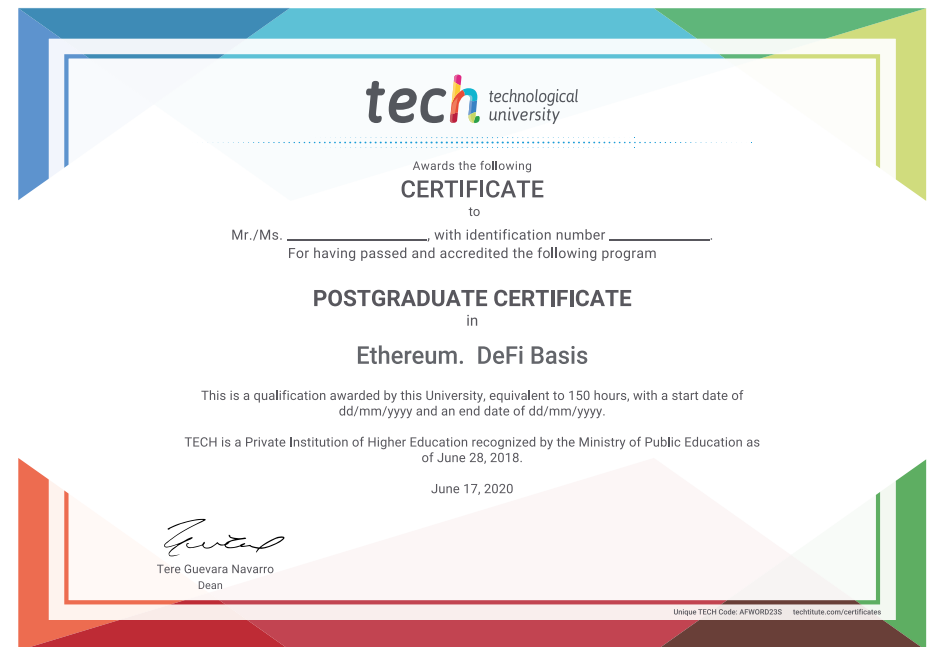 tech technological
university
Awards the following
CERTIFICATE
to
Mr./Ms. ____________________, with identification number ______________.
For having passed and accredited the following program
POSTGRADUATE CERTIFICATE
in
Ethereum. DeFi Basis
This is a qualification awarded by this University, equivalent to 150 hours, with a start date of
dd/mm/yyyy and an end date of dd/mm/yyyy.
TECH is a Private Institution of Higher Education recognized by the Ministry of Public Education as
of June 28, 2018.
June 17, 2020
Tere Guevara Navarro
Dean
Unique TECH Code: AFWORD23S techtitute.com/certificates